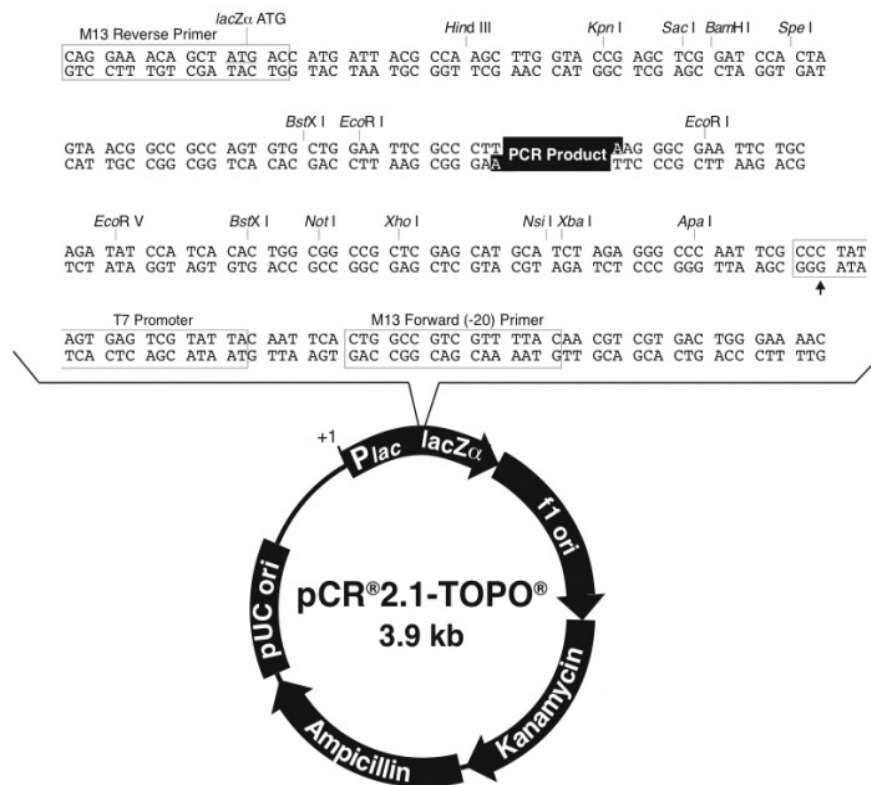 lacZα ATG
M13 Reverse Primer Hind III Kpn I Sac I BamH I Spe I
CAG GAA ACA GCT ATG ACC ATG ATT ACG CCA AGC TTG GTA CCG AGC TCG GAT CCA CTA
GTC CTT TGT CGA TAC TGG TAC TAA TGC GGT TCG AAC CAT GGC TCG AGC CTA GGT GAT
BstX I EcoR I EcoR I
GTA ACG GCC GCC AGT GTG CTG GAA TTC GCC CTT PCR Product AAG GGC GAA TTC TGC
CAT TGC CGG CGG TCA CAC GAC CTT AAG CGG GAA TTC CCG CTT AAG ACG
EcoR V BstX I Not I Xho I Nsi I Xba I Apa I
AGA TAT CCA TCA CAC TGG CGG CCG CTC GAG CAT GCA TCT AGA GGG CCC AAT TCG CCC TAT
TCT ATA GGT AGT GTG ACC GCC GGC GAG CTC GTA CGT AGA TCT CCC GGG TTA AGC GGG ATA
T7 Promoter M13 Forward (-20) Primer
AGT GAG TCG TAT TAC AAT TCA CTG GCC GTC GTT TTA CAA CGT CGT GAC TGG GAA AAC
TCA CTC AGC ATA ATG TTA AGT GAC CGG CAG CAA AAT GTT GCA GCA CTG ACC CTT TTG
+1
Plac lacZα
f1 ori
pUC ori
pCR®2.1-TOPO®
3.9 kb
Kanamycin
Ampicillin